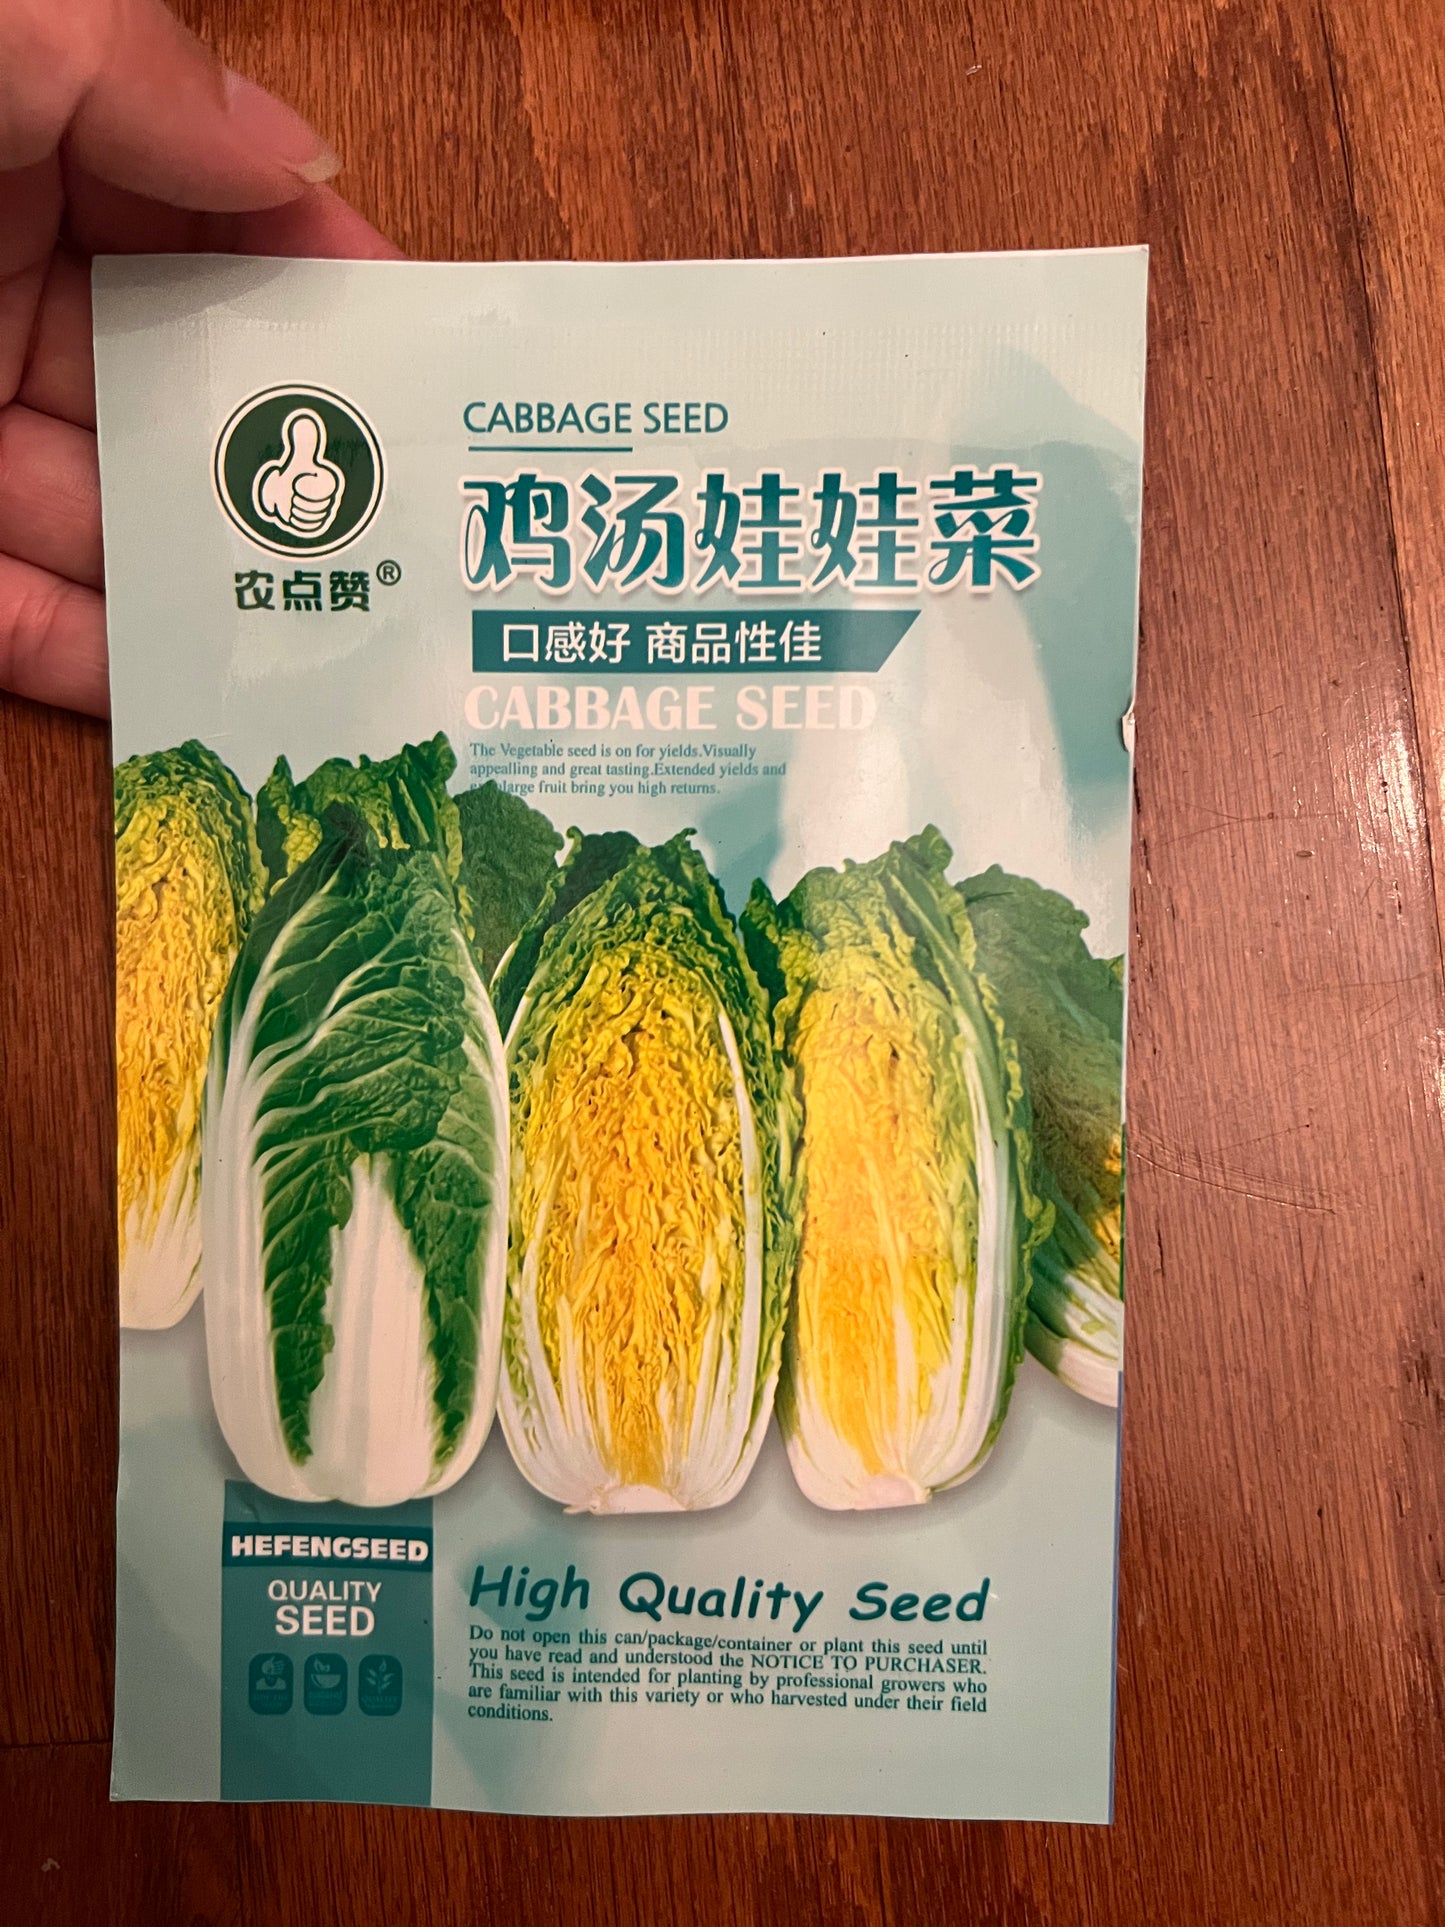 CABBAGE SEED
鸡汤娃娃菜
农点赞®
口感好 商品性佳
CABBAGE SEED
The Vegetable seed is on for yields.Visually
appealling and great tasting.Extended yields and
large fruit bring you high returns.
HEFENGSEED
QUALITY
SEED
High Quality Seed
Do not open this can/package/container or plant this seed until
you have read and understood the NOTICE TO PURCHASER.
This seed is intended for planting by professional growers who
are familiar with this variety or who harvested under their field
conditions.